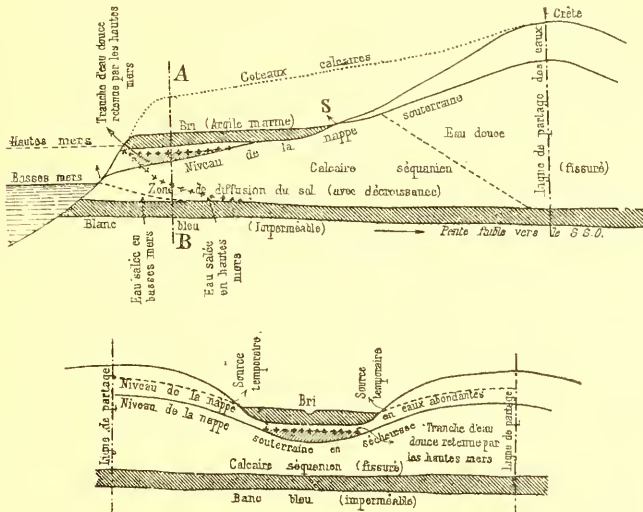 Crête
Tranche d'eau douce
retenue par les hautes
mers
A
Coteaux calcaires
Ligne de partage des eaux
S
Bri (Argile marine)
Hautes mers
Niveau de la nappe souterraine
Eau douce
Calcaire séquanien (fissuré)
Basses mers
Zone de diffusion du sel (avec décroissance)
Blanc bleu (Imperméable)
B
Pente faible vers le S.S.O.
Eau salée en
basses mers
Eau salée
en hautes
mers
Source
temporaire
Source
temporaire
Ligne de partage
Niveau de la nappe en eaux abondantes
Bri
Niveau de la nappe souterraine en sécheresse
Tranche d'eau
douce retenue par
les hautes mers
Ligne de partage
Calcaire séquanien (fissuré)
Banc bleu (imperméable)